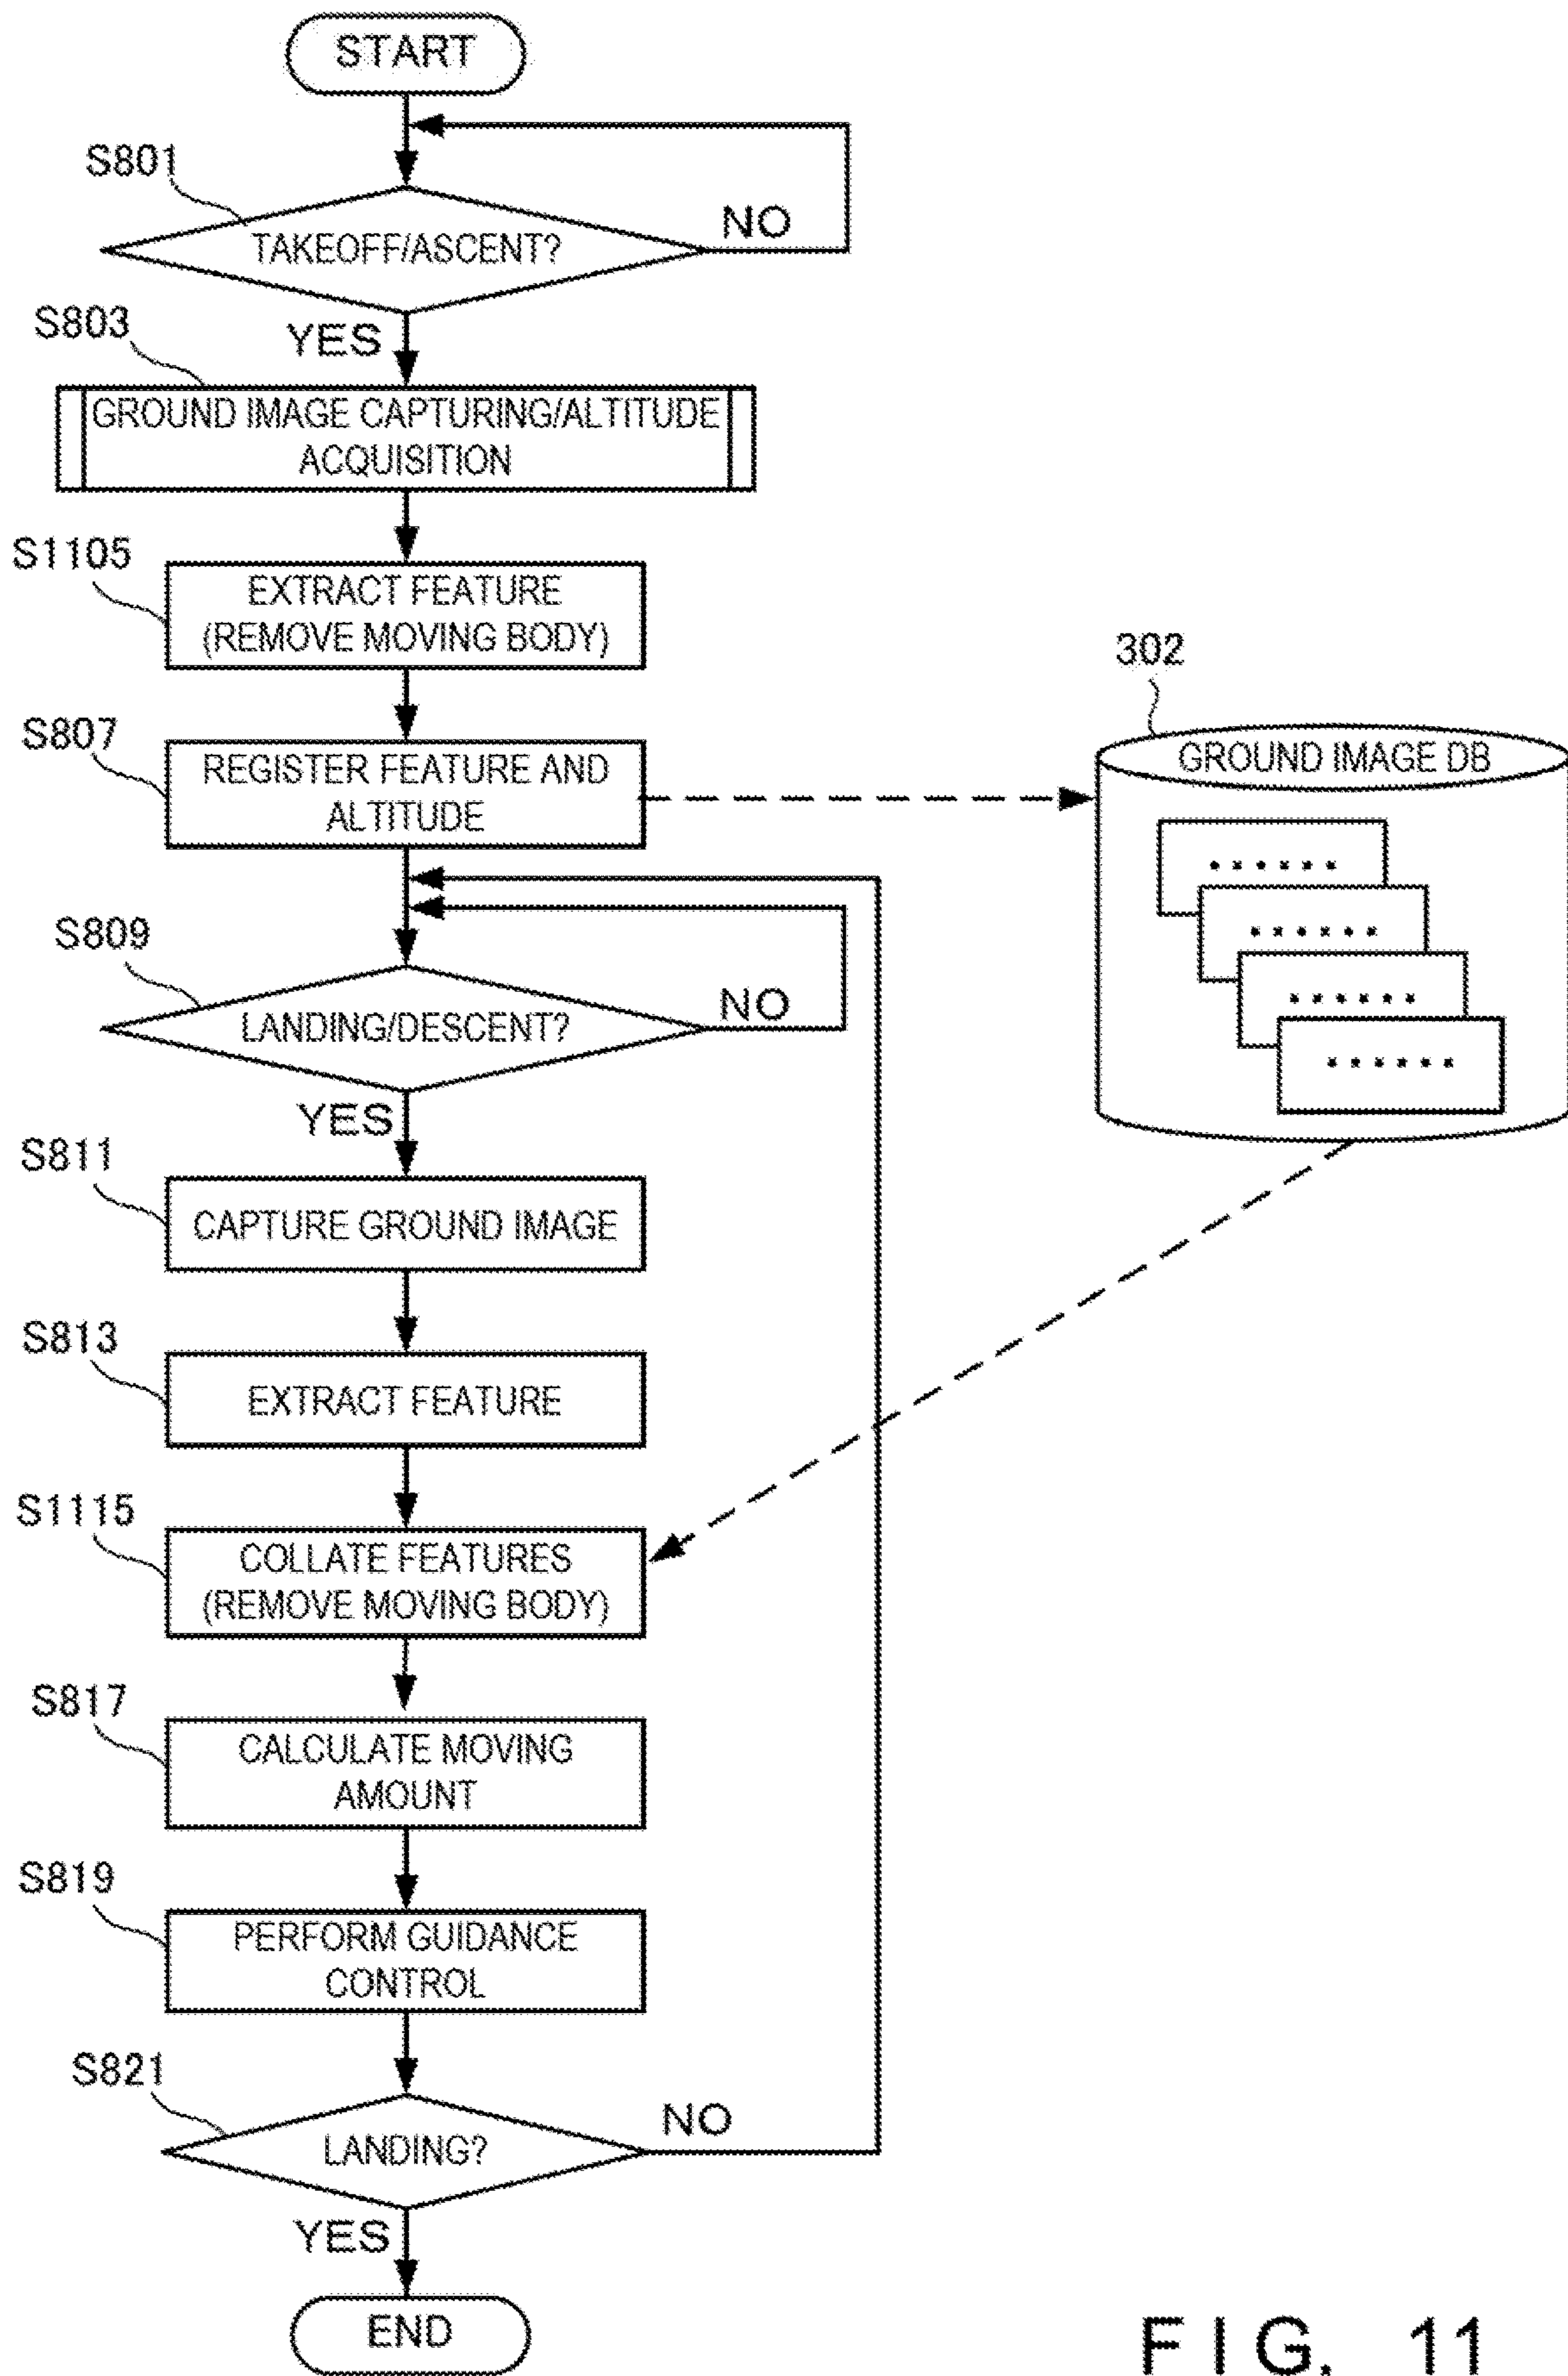 START
S801
TAKEOFF/ASCENT?
NO
YES
S803
GROUND IMAGE CAPTURING/ALTITUDE
ACQUISITION
S1105
EXTRACT FEATURE
(REMOVE MOVING BODY)
S807
REGISTER FEATURE AND
ALTITUDE
302
GROUND IMAGE DB
......
......
......
......
S809
LANDING/DESCENT?
NO
YES
S811
CAPTURE GROUND IMAGE
S813
EXTRACT FEATURE
S1115
COLLATE FEATURES
(REMOVE MOVING BODY)
S817
CALCULATE MOVING
AMOUNT
S819
PERFORM GUIDANCE
CONTROL
S821
LANDING?
NO
YES
END
FIG. 11